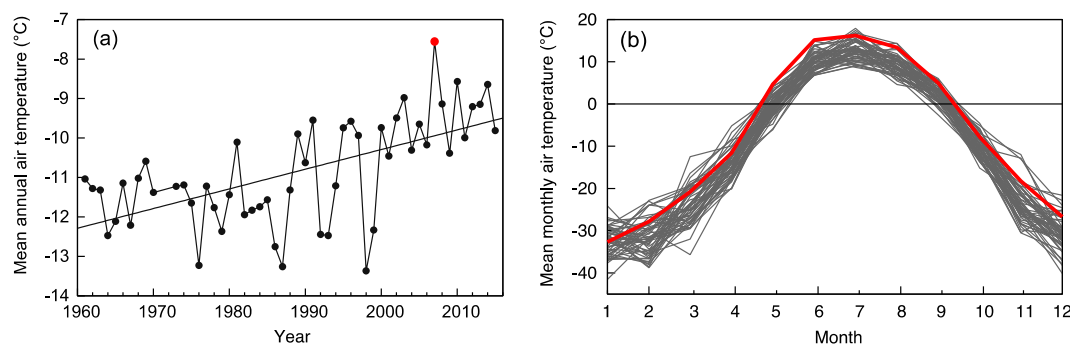 (a)
Mean annual air temperature (°C)
-7
-8
-9
-10
-11
-12
-13
-14
1960 1970 1980 1990 2000 2010
Year
(b)
Mean monthly air temperature (°C)
20
10
0
-10
-20
-30
-40
1 2 3 4 5 6 7 8 9 10 11 12
Month